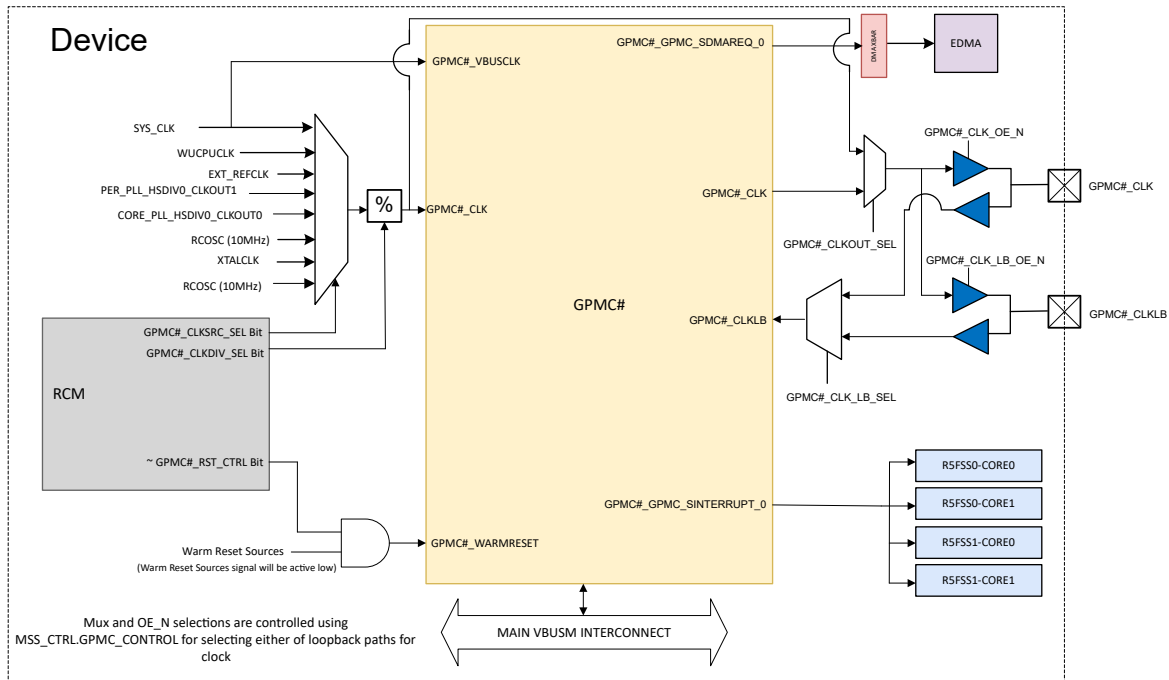 Device
GPMC#_GPMC_SDMAREQ_0
DMAXBAR
EDMA
GPMC#_VBUSCLK
SYS_CLK
WUCPUCLK
EXT_REFCLK
PER_PLL_HSDIV0_CLKOUT1
CORE_PLL_HSDIV0_CLKOUT0
RCOSC (10MHz)
XTALCLK
RCOSC (10MHz)
%
GPMC#_CLK
GPMC#_CLK
GPMC#_CLK_OE_N
GPMC#_CLK
GPMC#_CLKOUT_SEL
GPMC#_CLK_LB_OE_N
GPMC#
GPMC#_CLKLB
GPMC#_CLKLB
GPMC#_CLK_LB_SEL
GPMC#_CLKSRC_SEL Bit
GPMC#_CLKDIV_SEL Bit
RCM
~ GPMC#_RST_CTRL Bit
Warm Reset Sources
(Warm Reset Sources signal will be active low)
GPMC#_WARMRESET
GPMC#_GPMC_SINTERRUPT_0
R5FSS0-CORE0
R5FSS0-CORE1
R5FSS1-CORE0
R5FSS1-CORE1
Mux and OE_N selections are controlled using
MSS_CTRL.GPMC_CONTROL for selecting either of loopback paths for
clock
MAIN VBUSM INTERCONNECT